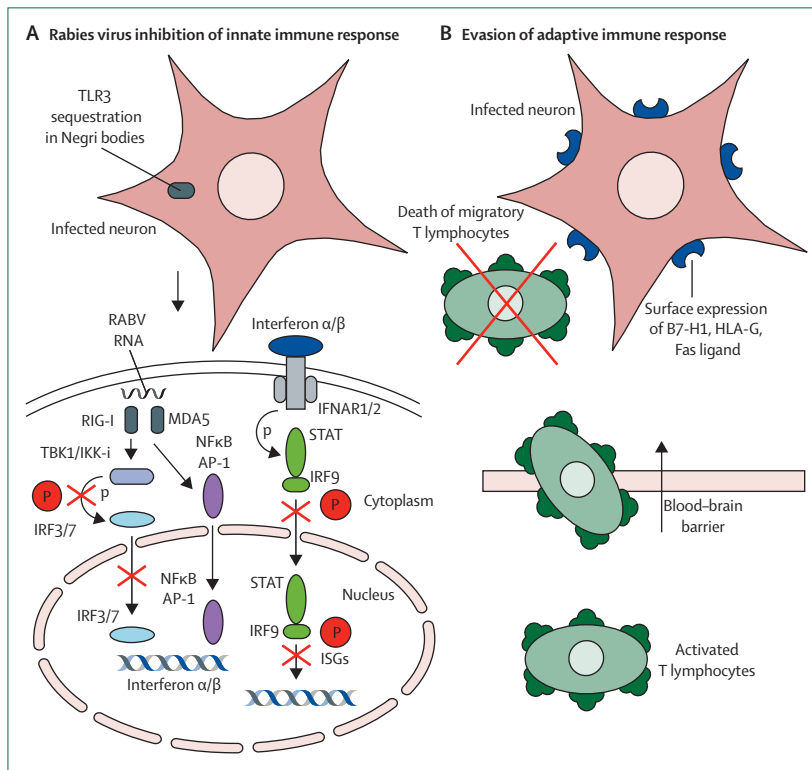 A Rabies virus inhibition of innate immune response
TLR3
sequestration
in Negri bodies
Infected neuron
RABV
RNA
Interferon α/β
RIG-I
MDA5
IFNAR1/2
p
STAT
TBK1/IKK-i
NFκB
AP-1
IRF9
P
p
P
Cytoplasm
IRF3/7
Nucleus
STAT
NFκB
AP-1
IRF3/7
IRF9
P
ISGs
Interferon α/β
B Evasion of adaptive immune response
Infected neuron
Death of migratory
T lymphocytes
Surface expression
of B7-H1, HLA-G,
Fas ligand
Blood–brain
barrier
Activated
T lymphocytes